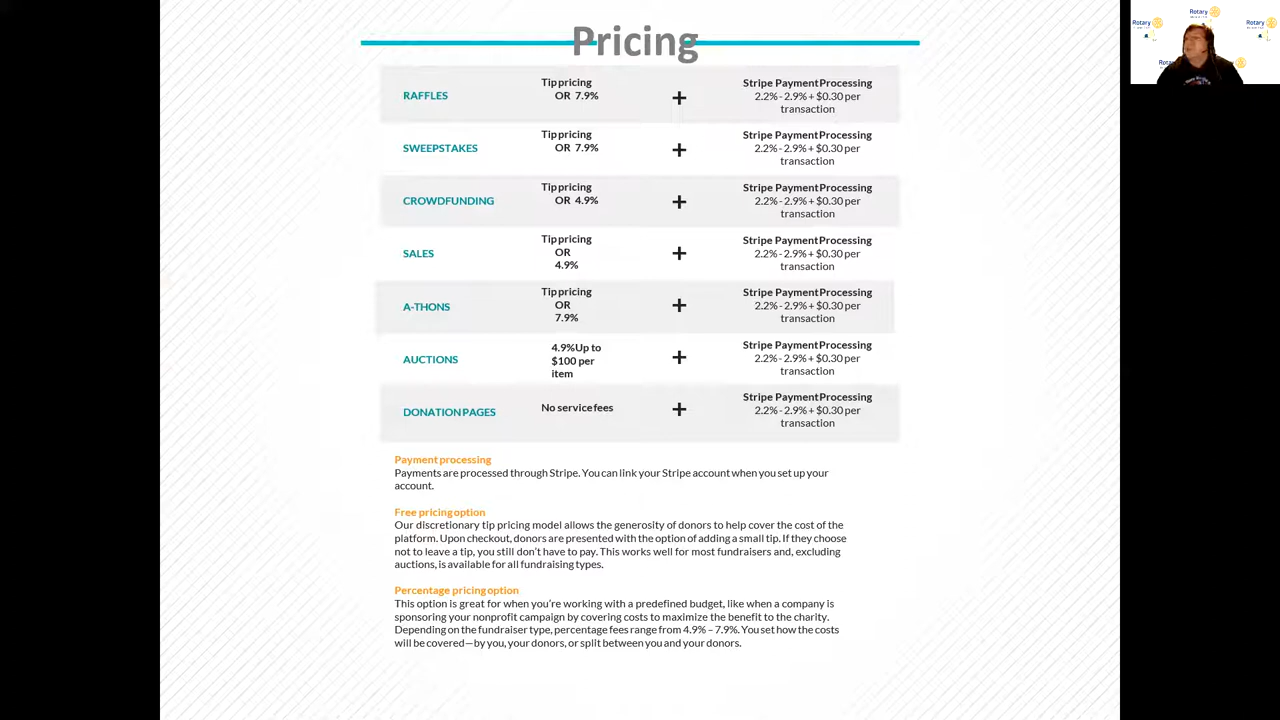 Pricing
RAFFLES
Tip pricing
OR 7.9%
+
Stripe Payment Processing
2.2% - 2.9% + $0.30 per
transaction
SWEEPSTAKES
Tip pricing
OR 7.9%
+
Stripe Payment Processing
2.2% - 2.9% + $0.30 per
transaction
CROWDFUNDING
Tip pricing
OR 4.9%
+
Stripe Payment Processing
2.2% - 2.9% + $0.30 per
transaction
SALES
Tip pricing
OR
4.9%
+
Stripe Payment Processing
2.2% - 2.9% + $0.30 per
transaction
A-THONS
Tip pricing
OR
7.9%
+
Stripe Payment Processing
2.2% - 2.9% + $0.30 per
transaction
AUCTIONS
4.9%Up to
$100 per
item
+
Stripe Payment Processing
2.2% - 2.9% + $0.30 per
transaction
DONATION PAGES
No service fees
+
Stripe Payment Processing
2.2% - 2.9% + $0.30 per
transaction
Payment processing
Payments are processed through Stripe. You can link your Stripe account when you set up your
account.
Free pricing option
Our discretionary tip pricing model allows the generosity of donors to help cover the cost of the
platform. Upon checkout, donors are presented with the option of adding a small tip. If they choose
not to leave a tip, you still don't have to pay. This works well for most fundraisers and, excluding
auctions, is available for all fundraising types.
Percentage pricing option
This option is great for when you're working with a predefined budget, like when a company is
sponsoring your nonprofit campaign by covering costs to maximize the benefit to the charity.
Depending on the fundraiser type, percentage fees range from 4.9% – 7.9%. You set how the costs
will be covered—by you, your donors, or split between you and your donors.
Rotary
Rotary
Rotary